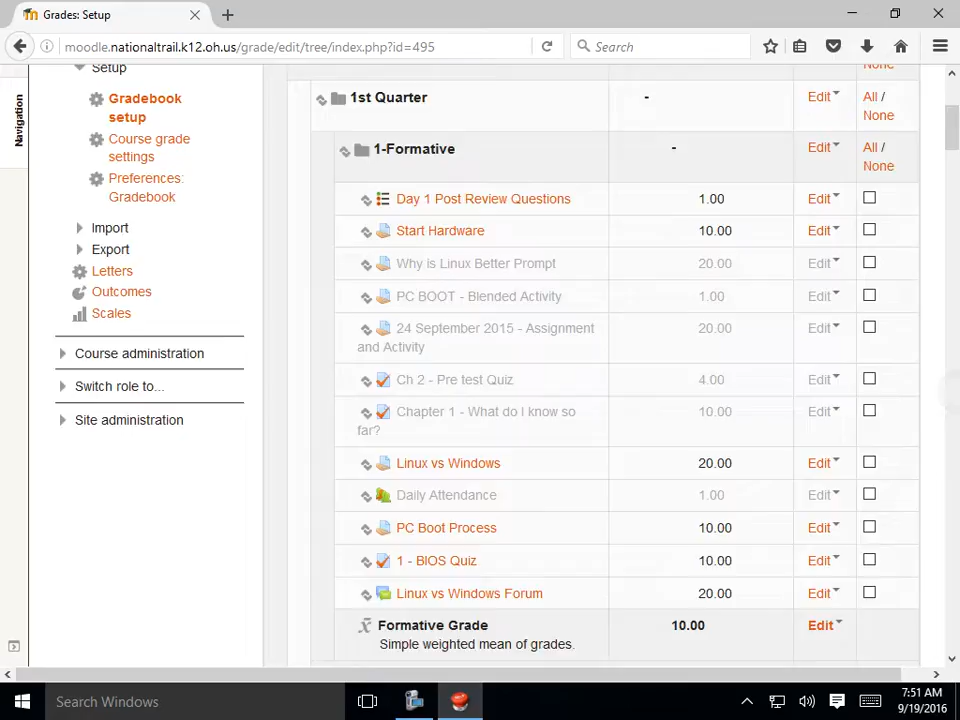 Grades: Setup
moodle.nationaltrail.k12.oh.us/grade/edit/tree/index.php?id=495
Search
Navigation
Setup
Gradebook
setup
Course grade
settings
Preferences:
Gradebook
Import
Export
Letters
Outcomes
Scales
Course administration
Switch role to...
Site administration
None
1st Quarter - Edit All /
None
1-Formative - Edit All /
None
Day 1 Post Review Questions 1.00 Edit
Start Hardware 10.00 Edit
Why is Linux Better Prompt 20.00 Edit
PC BOOT - Blended Activity 1.00 Edit
24 September 2015 - Assignment 20.00 Edit
and Activity
Ch 2 - Pre test Quiz 4.00 Edit
Chapter 1 - What do I know so 10.00 Edit
far?
Linux vs Windows 20.00 Edit
Daily Attendance 1.00 Edit
PC Boot Process 10.00 Edit
1 - BIOS Quiz 10.00 Edit
Linux vs Windows Forum 20.00 Edit
Formative Grade 10.00 Edit
Simple weighted mean of grades.
Search Windows
7:51 AM
9/19/2016